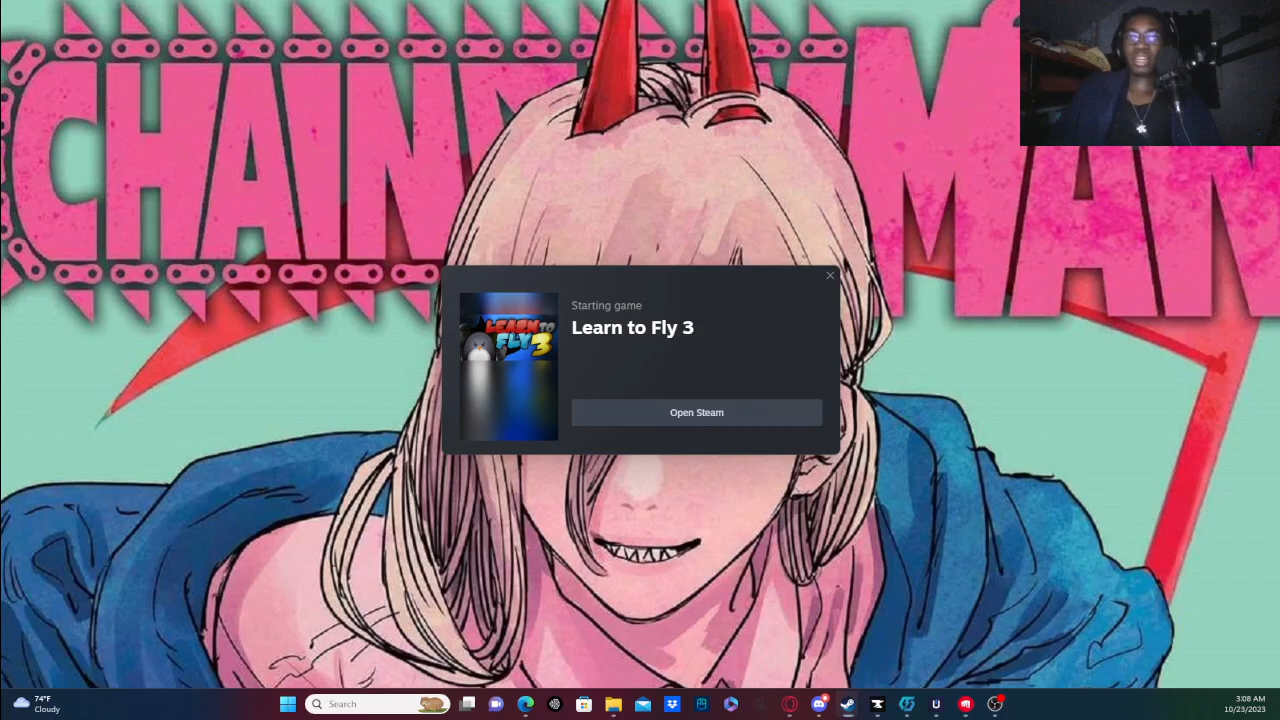 CHAINSAW MAN
Starting game
Learn to Fly 3
LEARN TO
FLY 3
Open Steam
74°F
Cloudy
Search
3:08 AM
10/23/2023